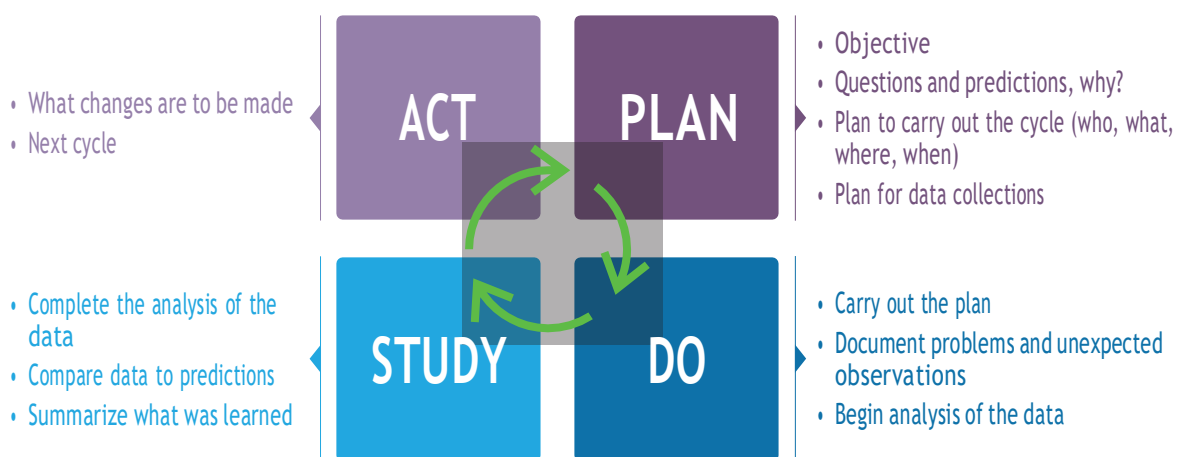 ACT
• What changes are to be made
• Next cycle
PLAN
• Objective
• Questions and predictions, why?
• Plan to carry out the cycle (who, what,
where, when)
• Plan for data collections
STUDY
• Complete the analysis of the
data
• Compare data to predictions
• Summarize what was learned
DO
• Carry out the plan
• Document problems and unexpected
observations
• Begin analysis of the data